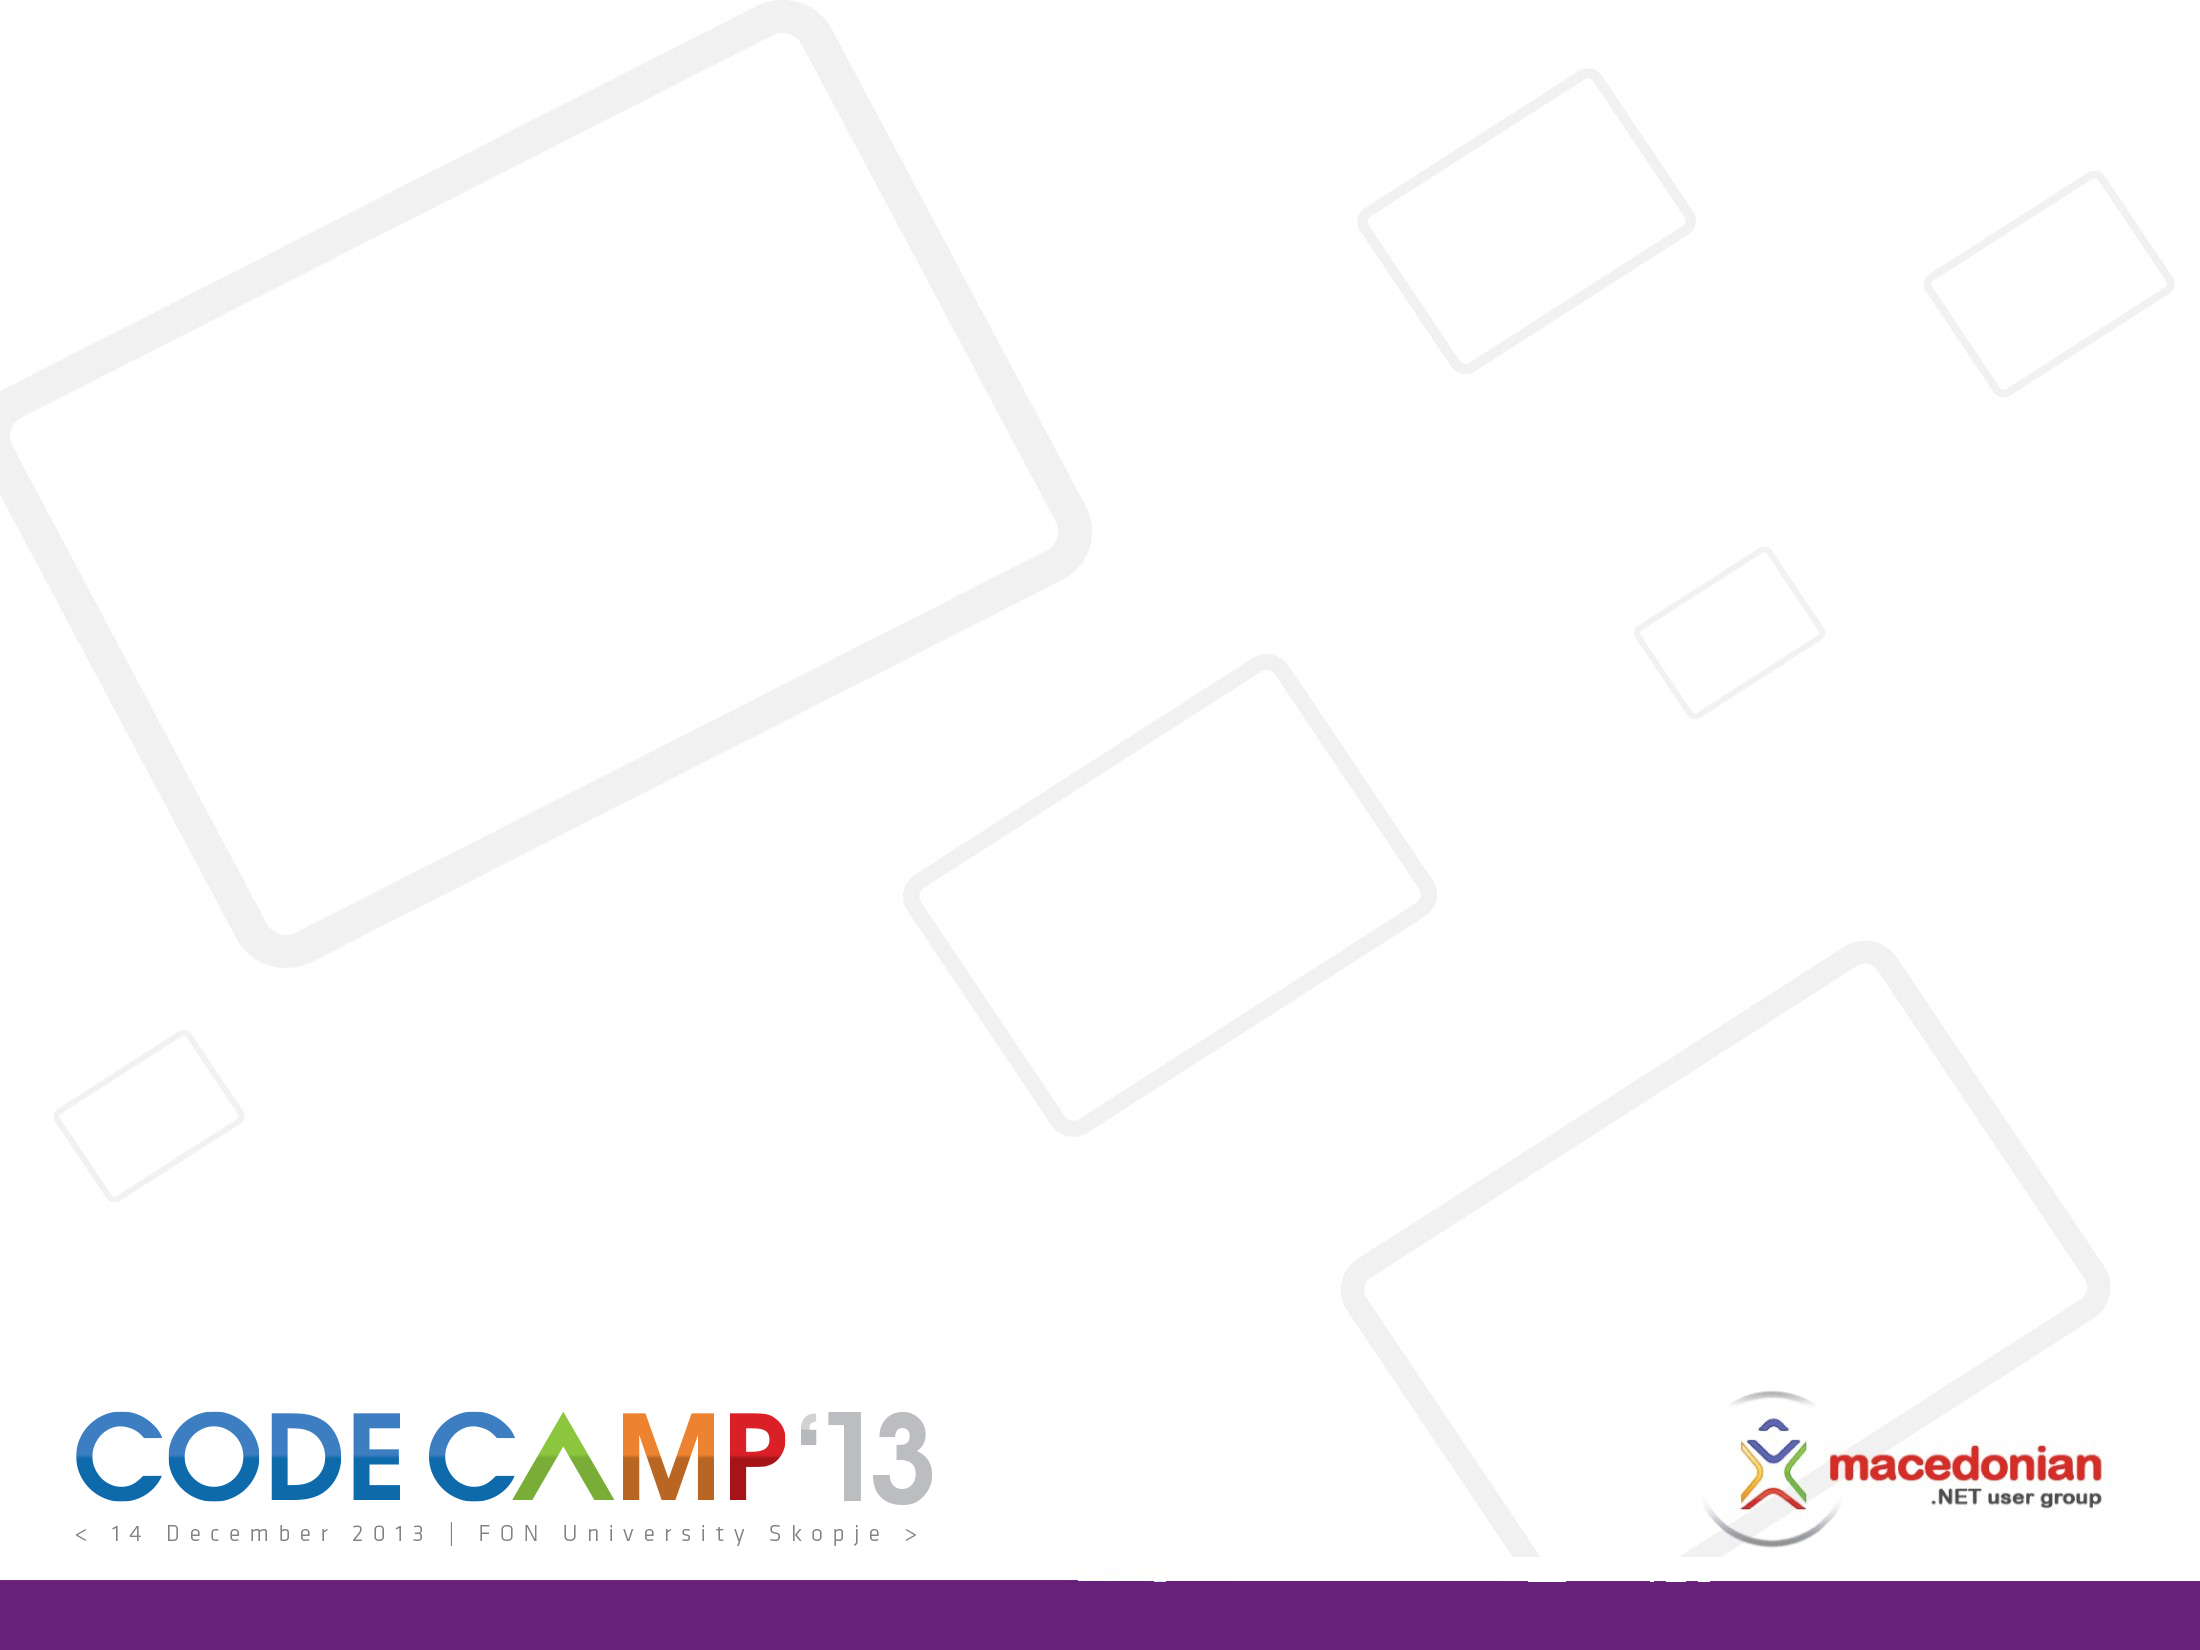 CODE CAMP‘13
< 14 December 2013 | FON University Skopje >
macedonian
.NET user group